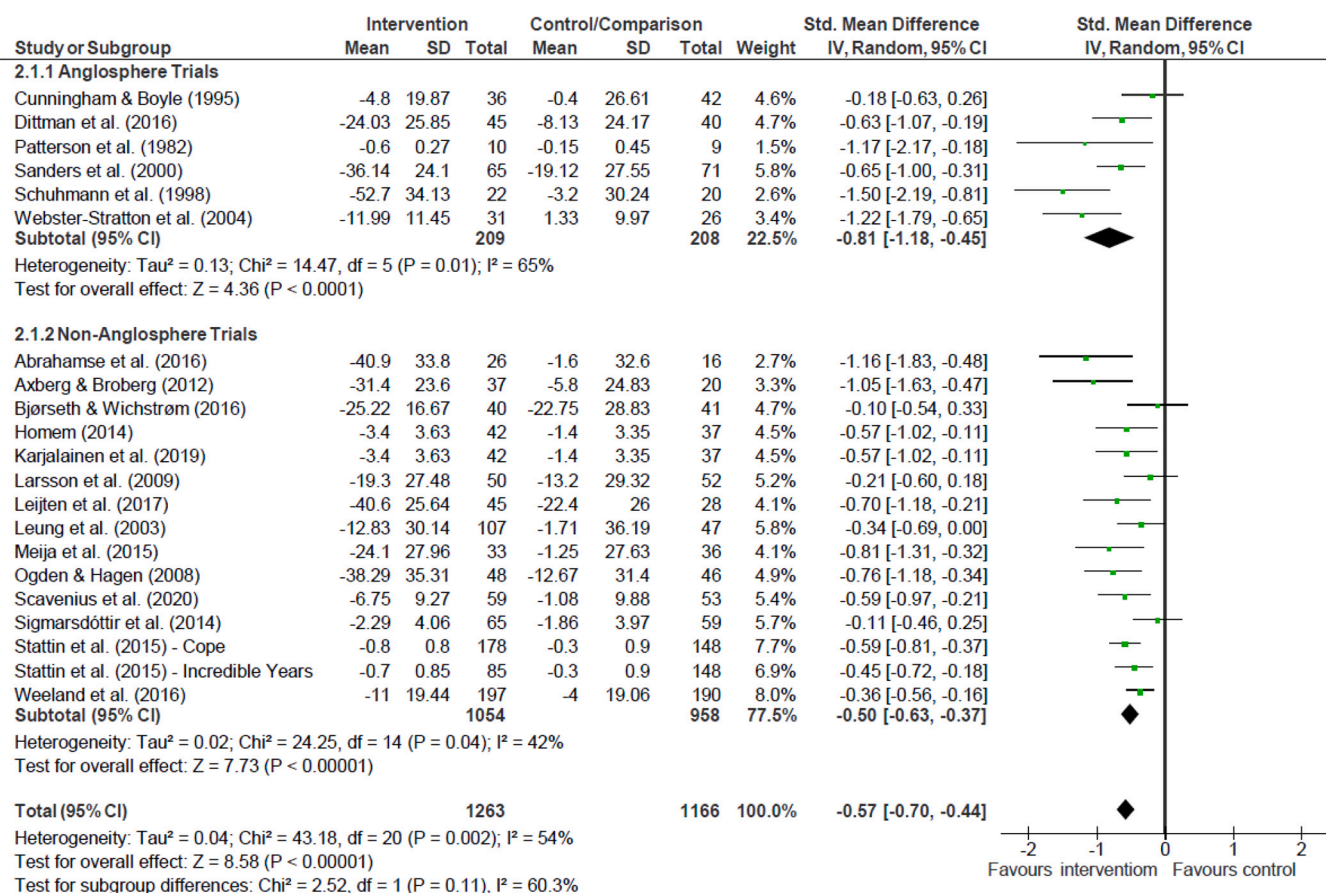 Intervention Control/Comparison Std. Mean Difference Std. Mean Difference
Study or Subgroup Mean SD Total Mean SD Total Weight IV, Random, 95% CI IV, Random, 95% CI
2.1.1 Anglosphere Trials
Cunningham & Boyle (1995) -4.8 19.87 36 -0.4 26.61 42 4.6% -0.18 [-0.63, 0.26]
Dittman et al. (2016) -24.03 25.85 45 -8.13 24.17 40 4.7% -0.63 [-1.07, -0.19]
Patterson et al. (1982) -0.6 0.27 10 -0.15 0.45 9 1.5% -1.17 [-2.17, -0.18]
Sanders et al. (2000) -36.14 24.1 65 -19.12 27.55 71 5.8% -0.65 [-1.00, -0.31]
Schuhmann et al. (1998) -52.7 34.13 22 -3.2 30.24 20 2.6% -1.50 [-2.19, -0.81]
Webster-Stratton et al. (2004) -11.99 11.45 31 1.33 9.97 26 3.4% -1.22 [-1.79, -0.65]
Subtotal (95% CI) 209 208 22.5% -0.81 [-1.18, -0.45]
Heterogeneity: Tau² = 0.13; Chi² = 14.47, df = 5 (P = 0.01); I² = 65%
Test for overall effect: Z = 4.36 (P < 0.0001)
2.1.2 Non-Anglosphere Trials
Abrahamse et al. (2016) -40.9 33.8 26 -1.6 32.6 16 2.7% -1.16 [-1.83, -0.48]
Axberg & Broberg (2012) -31.4 23.6 37 -5.8 24.83 20 3.3% -1.05 [-1.63, -0.47]
Bjørseth & Wichstrøm (2016) -25.22 16.67 40 -22.75 28.83 41 4.7% -0.10 [-0.54, 0.33]
Homem (2014) -3.4 3.63 42 -1.4 3.35 37 4.5% -0.57 [-1.02, -0.11]
Karjalainen et al. (2019) -3.4 3.63 42 -1.4 3.35 37 4.5% -0.57 [-1.02, -0.11]
Larsson et al. (2009) -19.3 27.48 50 -13.2 29.32 52 5.2% -0.21 [-0.60, 0.18]
Leijten et al. (2017) -40.6 25.64 45 -22.4 26 28 4.2% -0.70 [-1.18, -0.21]
Leung et al. (2003) -12.83 30.14 107 -1.71 36.19 47 5.8% -0.34 [-0.69, 0.00]
Meija et al. (2015) -24.1 27.96 33 -1.25 27.63 36 4.1% -0.81 [-1.31, -0.32]
Ogden & Hagen (2008) -38.29 35.31 48 -12.67 31.4 46 4.9% -0.76 [-1.18, -0.34]
Scavenius et al. (2020) -6.75 9.27 59 -1.08 9.88 53 5.4% -0.59 [-0.97, -0.21]
Sigmarsdóttir et al. (2014) -2.29 4.06 65 -1.86 3.97 59 5.7% -0.11 [-0.46, 0.25]
Stattin et al. (2015) - Cope -0.8 0.8 178 -0.3 0.9 148 7.7% -0.59 [-0.81, -0.37]
Stattin et al. (2015) - Incredible Years -0.7 0.85 85 -0.3 0.9 148 6.9% -0.45 [-0.72, -0.18]
Weeland et al. (2016) -11 19.44 197 -4 19.06 190 8.0% -0.36 [-0.56, -0.16]
Subtotal (95% CI) 1054 958 77.5% -0.50 [-0.63, -0.37]
Heterogeneity: Tau² = 0.02; Chi² = 24.25, df = 14 (P = 0.04); I² = 42%
Test for overall effect: Z = 7.73 (P < 0.00001)
Total (95% CI) 1263 1166 100.0% -0.57 [-0.70, -0.44]
Heterogeneity: Tau² = 0.04; Chi² = 43.18, df = 20 (P = 0.002); I² = 54%
Test for overall effect: Z = 8.58 (P < 0.00001)
Test for subgroup differences: Chi² = 2.52, df = 1 (P = 0.11), I² = 60.3%
-2 -1 0 1 2
Favours interventiom Favours control